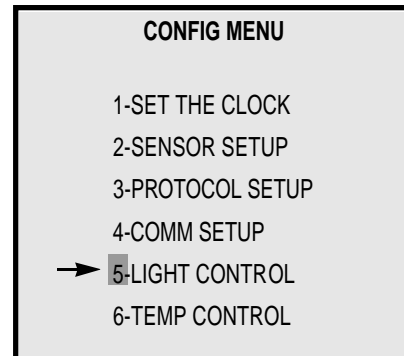 CONFIG MENU
1-SET THE CLOCK
2-SENSOR SETUP
3-PROTOCOL SETUP
4-COMM SETUP
5-LIGHT CONTROL
6-TEMP CONTROL